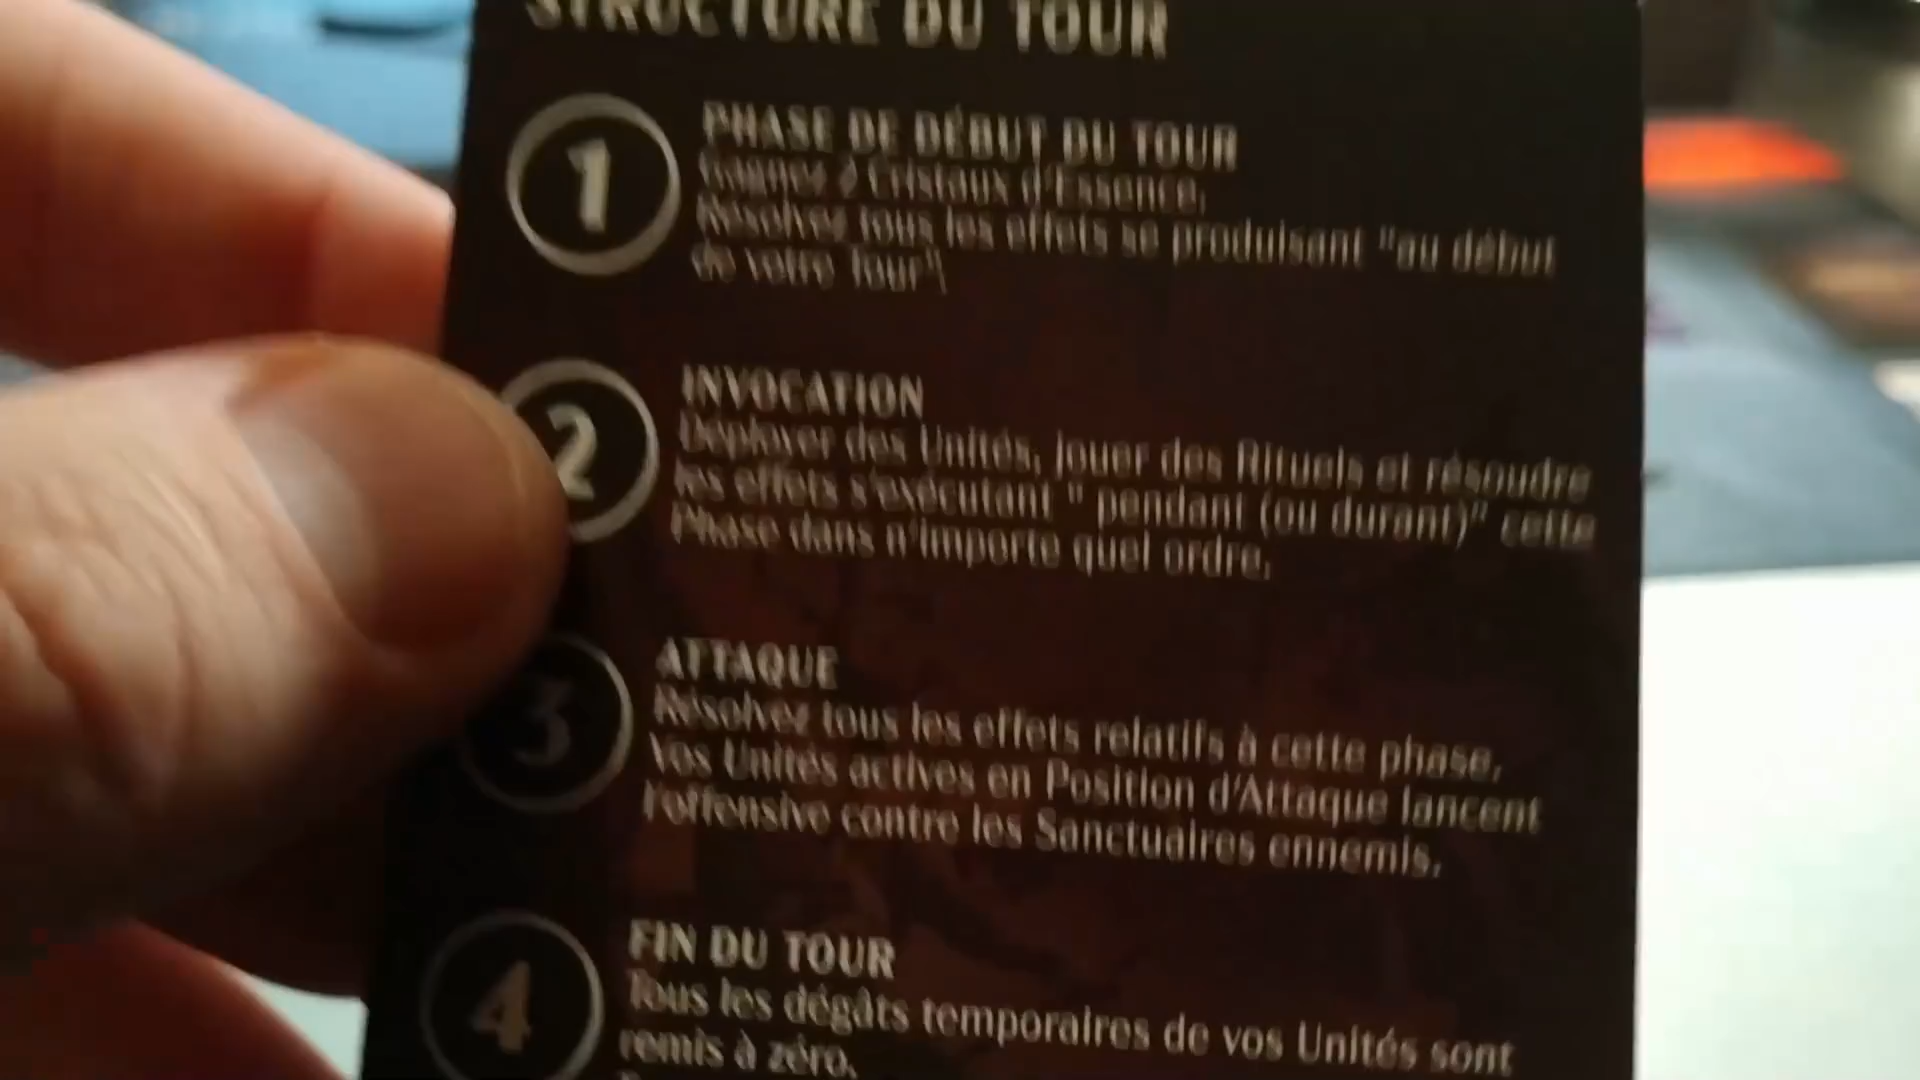 STRUCTURE DU TOUR
1
PHASE DE DÉBUT DU TOUR
Gagnez Cristaux d'Essence.
Résolvez tous les effets se produisant "au début
de votre Tour"\
2
INVOCATION
Déployer des Unités, jouer des Rituels et résoudre
les effets s'exécutant " pendant (ou durant)" cette
Phase dans n'importe quel ordre.
3
ATTAQUE
Résolvez tous les effets relatifs à cette phase.
Vos Unités actives en Position d'Attaque lancent
l'offensive contre les Sanctuaires ennemis.
4
FIN DU TOUR
Tous les dégâts temporaires de vos Unités sont
remis à zéro.